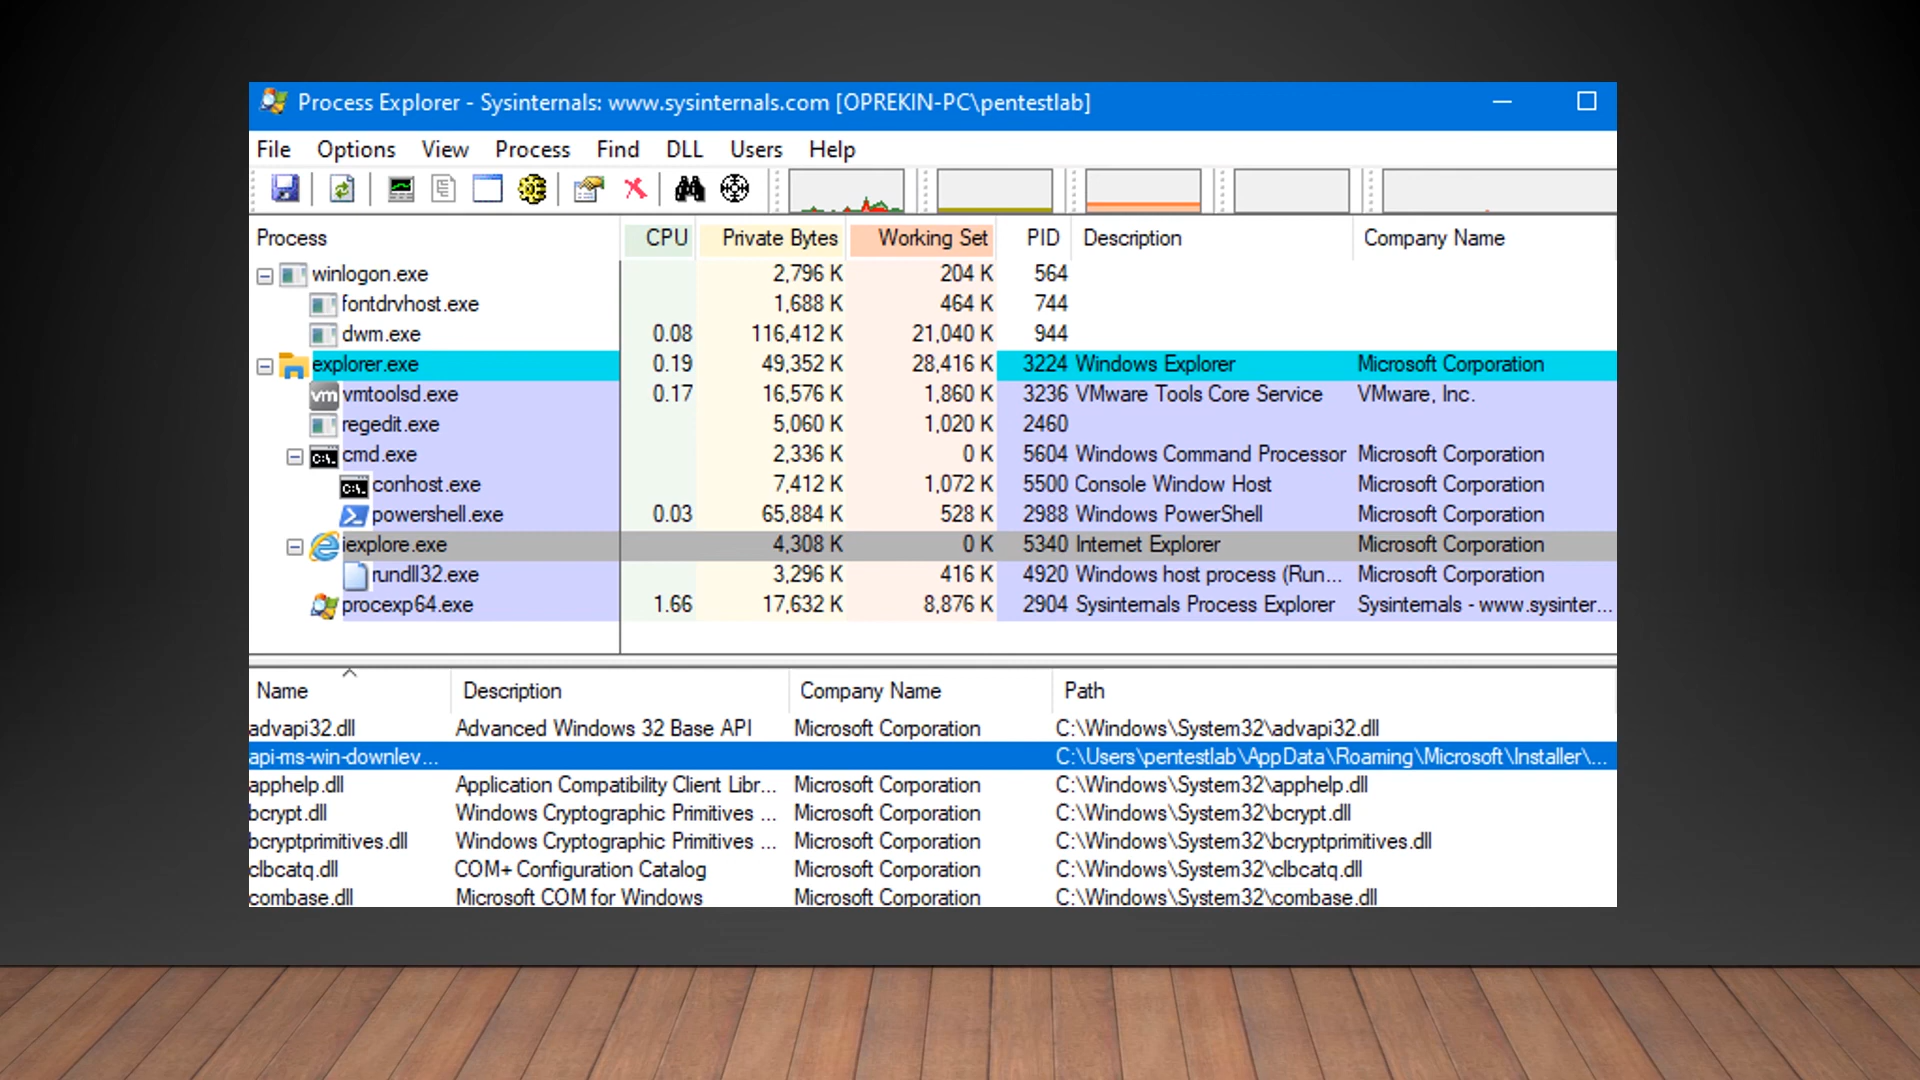 Process Explorer - Sysinternals: www.sysinternals.com [OPREKIN-PC\pentestlab]
File Options View Process Find DLL Users Help
Process CPU Private Bytes Working Set PID Description Company Name
winlogon.exe 2,796 K 204 K 564
fontdrvhost.exe 1,688 K 464 K 744
dwm.exe 0.08 116,412 K 21,040 K 944
explorer.exe 0.19 49,352 K 28,416 K 3224 Windows Explorer Microsoft Corporation
vm vmtoolsd.exe 0.17 16,576 K 1,860 K 3236 VMware Tools Core Service VMware, Inc.
regedit.exe 5,060 K 1,020 K 2460
C:\. cmd.exe 2,336 K 0 K 5604 Windows Command Processor Microsoft Corporation
C:\. conhost.exe 7,412 K 1,072 K 5500 Console Window Host Microsoft Corporation
powershell.exe 0.03 65,884 K 528 K 2988 Windows PowerShell Microsoft Corporation
iexplore.exe 4,308 K 0 K 5340 Internet Explorer Microsoft Corporation
rundll32.exe 3,296 K 416 K 4920 Windows host process (Run... Microsoft Corporation
procexp64.exe 1.66 17,632 K 8,876 K 2904 Sysinternals Process Explorer Sysinternals - www.sysinter...
Name Description Company Name Path
advapi32.dll Advanced Windows 32 Base API Microsoft Corporation C:\Windows\System32\advapi32.dll
api-ms-win-downlev... C:\Users\pentestlab\AppData\Roaming\Microsoft\Installer\...
apphelp.dll Application Compatibility Client Libr... Microsoft Corporation C:\Windows\System32\apphelp.dll
bcrypt.dll Windows Cryptographic Primitives ... Microsoft Corporation C:\Windows\System32\bcrypt.dll
bcryptprimitives.dll Windows Cryptographic Primitives ... Microsoft Corporation C:\Windows\System32\bcryptprimitives.dll
clbcatq.dll COM+ Configuration Catalog Microsoft Corporation C:\Windows\System32\clbcatq.dll
combase.dll Microsoft COM for Windows Microsoft Corporation C:\Windows\System32\combase.dll